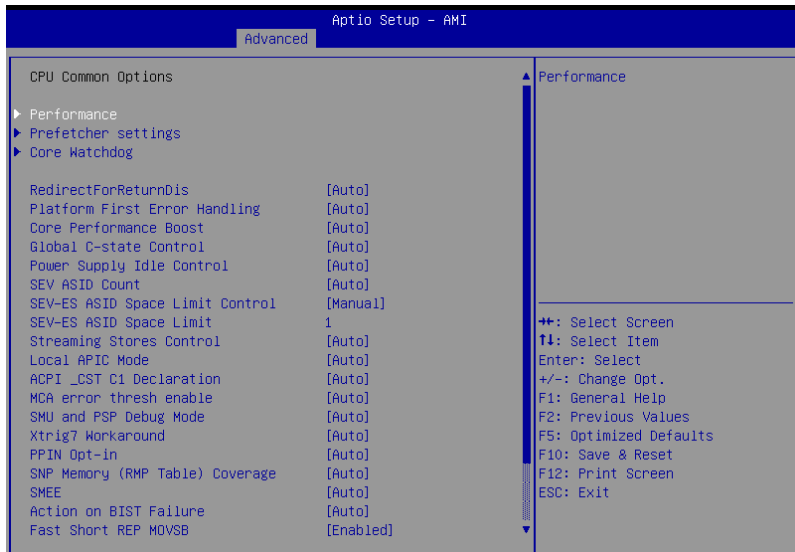 Aptio Setup - AMI
Advanced
CPU Common Options
Performance
Prefetcher settings
Core Watchdog
RedirectForReturnDis [Auto]
Platform First Error Handling [Auto]
Core Performance Boost [Auto]
Global C-state Control [Auto]
Power Supply Idle Control [Auto]
SEV ASID Count [Auto]
SEV-ES ASID Space Limit Control [Manual]
SEV-ES ASID Space Limit 1
Streaming Stores Control [Auto]
Local APIC Mode [Auto]
ACPI _CST C1 Declaration [Auto]
MCA error thresh enable [Auto]
SMU and PSP Debug Mode [Auto]
Xtrig7 Workaround [Auto]
PPIN Opt-in [Auto]
SNP Memory (RMP Table) Coverage [Auto]
SMEE [Auto]
Action on BIST Failure [Auto]
Fast Short REP MOVSB [Enabled]
Performance
→←: Select Screen
↑↓: Select Item
Enter: Select
+/-: Change Opt.
F1: General Help
F2: Previous Values
F5: Optimized Defaults
F10: Save & Reset
F12: Print Screen
ESC: Exit